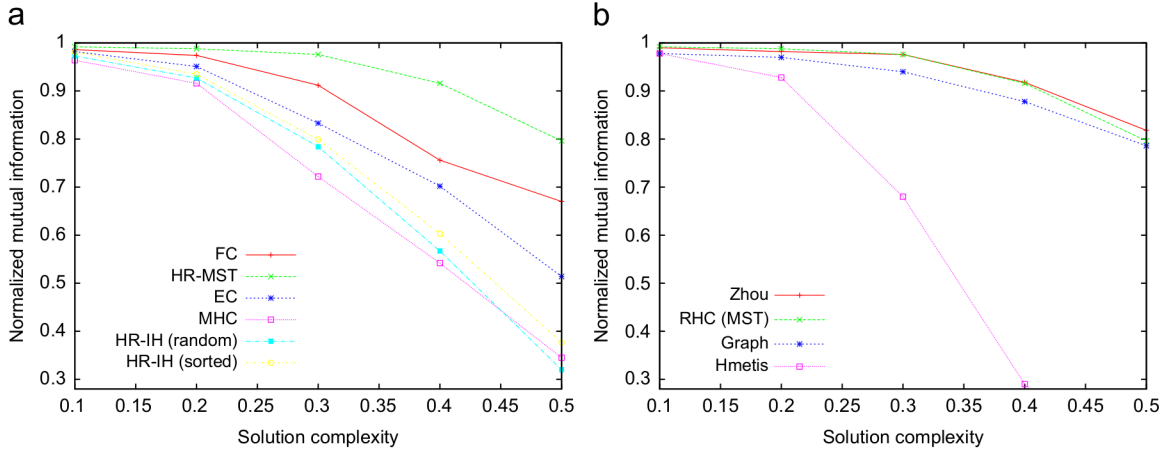 a
Normalized mutual information
1
0.9
0.8
0.7
0.6
0.5
0.4
0.3
FC
HR-MST
EC
MHC
HR-IH (random)
HR-IH (sorted)
0.1 0.15 0.2 0.25 0.3 0.35 0.4 0.45 0.5
Solution complexity
b
Normalized mutual information
1
0.9
0.8
0.7
0.6
0.5
0.4
0.3
Zhou
RHC (MST)
Graph
Hmetis
0.1 0.15 0.2 0.25 0.3 0.35 0.4 0.45 0.5
Solution complexity